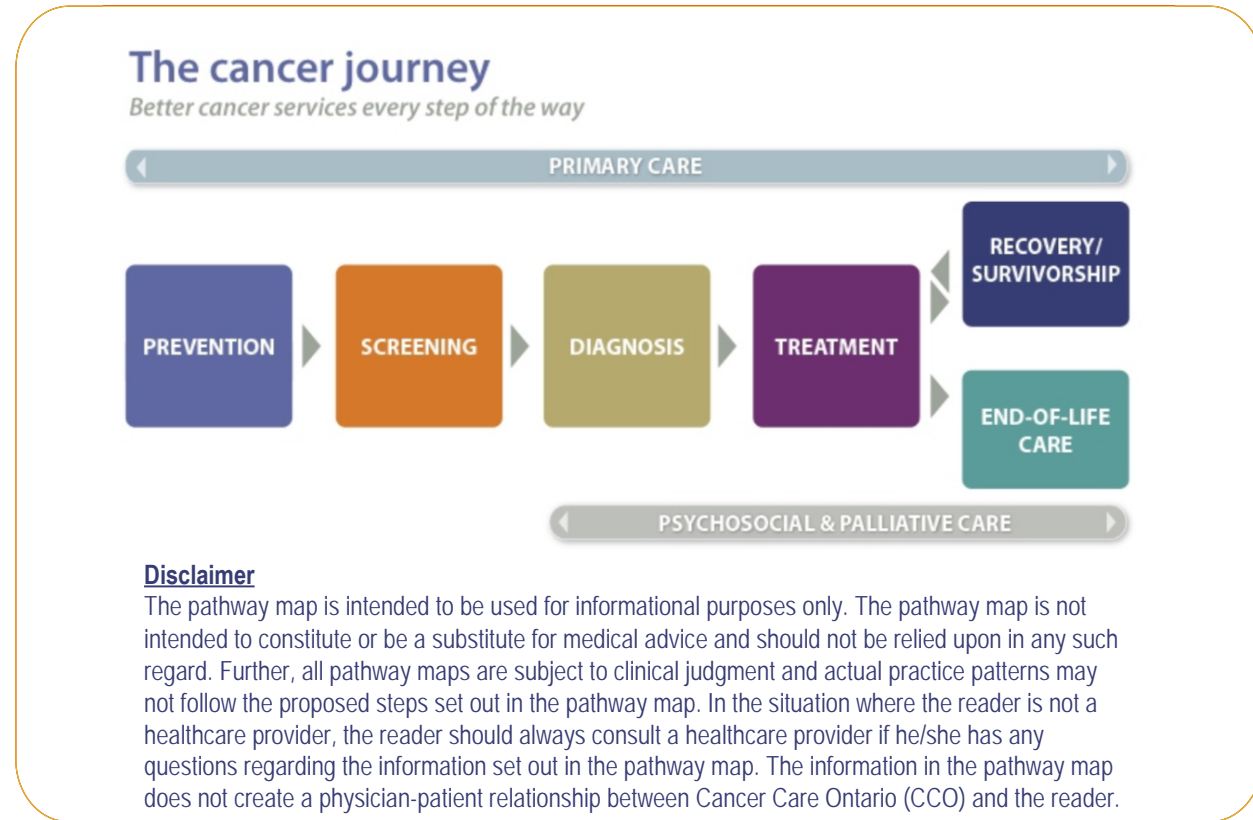 The cancer journey
Better cancer services every step of the way
PRIMARY CARE
PREVENTION
SCREENING
DIAGNOSIS
TREATMENT
RECOVERY/
SURVIVORSHIP
END-OF-LIFE
CARE
PSYCHOSOCIAL & PALLIATIVE CARE
Disclaimer
The pathway map is intended to be used for informational purposes only. The pathway map is not
intended to constitute or be a substitute for medical advice and should not be relied upon in any such
regard. Further, all pathway maps are subject to clinical judgment and actual practice patterns may
not follow the proposed steps set out in the pathway map. In the situation where the reader is not a
healthcare provider, the reader should always consult a healthcare provider if he/she has any
questions regarding the information set out in the pathway map. The information in the pathway map
does not create a physician-patient relationship between Cancer Care Ontario (CCO) and the reader.